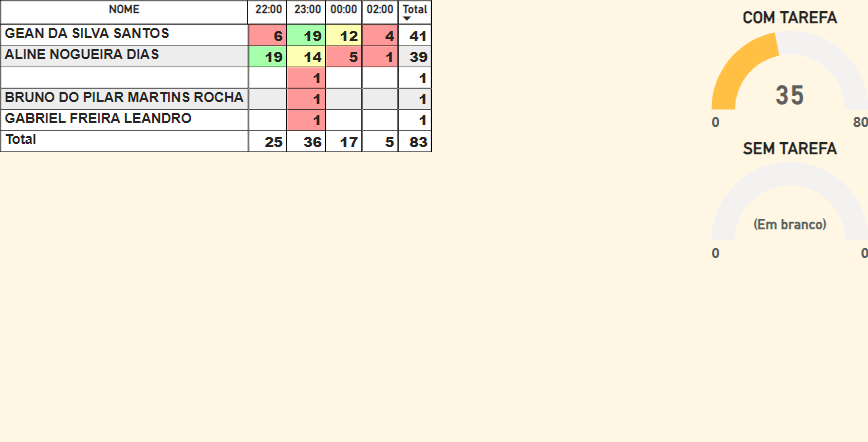 NOME 22:00 23:00 00:00 02:00 Total
GEAN DA SILVA SANTOS 6 19 12 4 41
ALINE NOGUEIRA DIAS 19 14 5 1 39
1 1
BRUNO DO PILAR MARTINS ROCHA 1 1
GABRIEL FREIRA LEANDRO 1 1
Total 25 36 17 5 83
COM TAREFA
35
0 80
SEM TAREFA
(Em branco)
0 0